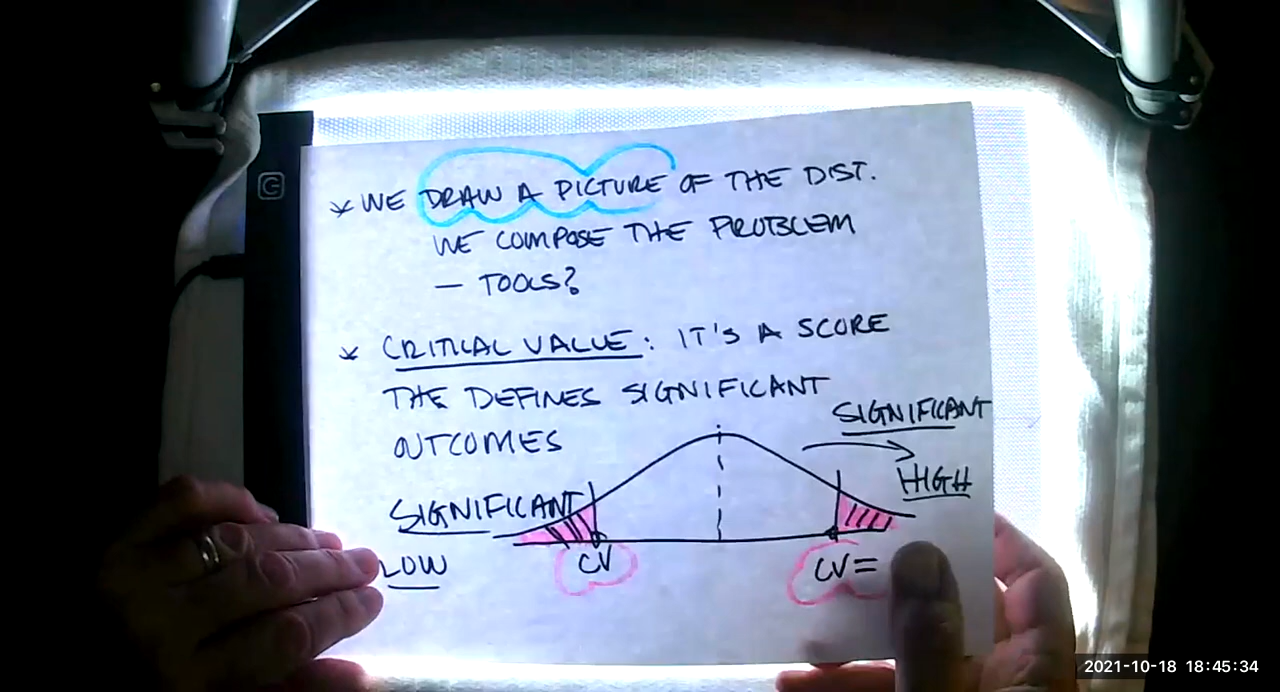 * WE DRAW A PICTURE OF THE DIST.
WE COMPOSE THE PROBLEM
— TOOLS?
* CRITICAL VALUE: IT'S A SCORE
THE DEFINES SIGNIFICANT
OUTCOMES
SIGNIFICANT
HIGH
SIGNIFICANT
LOW
CV
CV=
2021-10-18 18:45:34